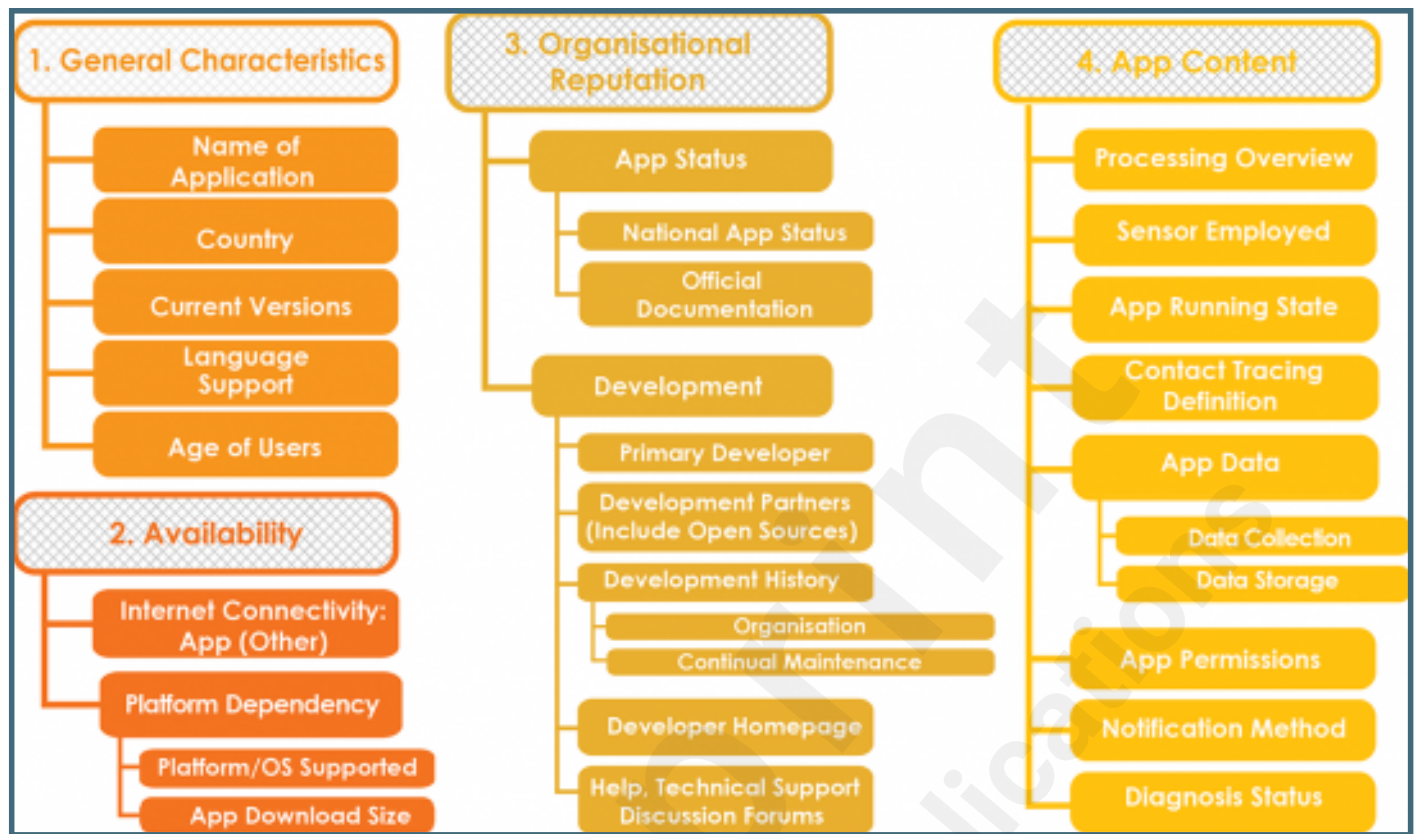 1. General Characteristics
Name of
Application
Country
Current Versions
Language
Support
Age of Users
2. Availability
Internet Connectivity:
App (Other)
Platform Dependency
Platform/OS Supported
App Download Size
3. Organisational
Reputation
App Status
National App Status
Official
Documentation
Development
Primary Developer
Development Partners
(Include Open Sources)
Development History
Organisation
Continual Maintenance
Developer Homepage
Help, Technical Support
Discussion Forums
4. App Content
Processing Overview
Sensor Employed
App Running State
Contact Tracing
Definition
App Data
Data Collection
Data Storage
App Permissions
Notification Method
Diagnosis Status